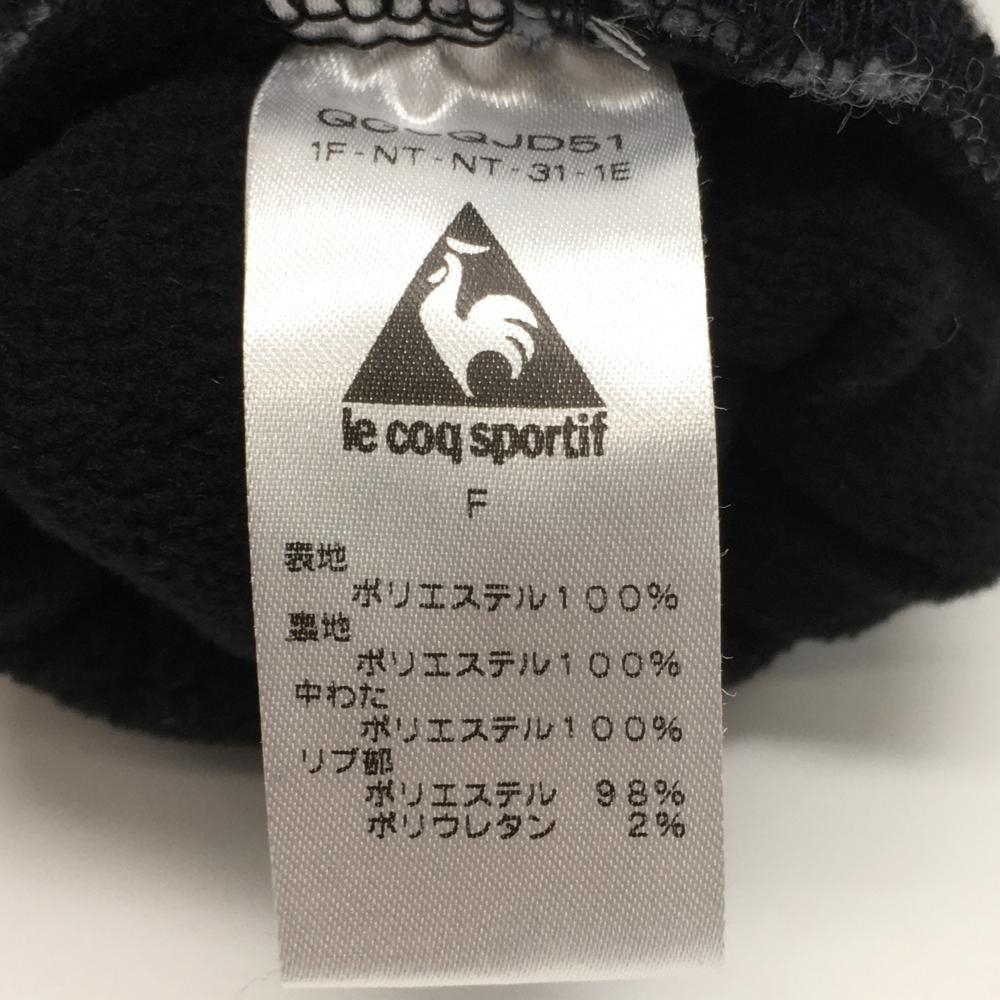 1F-NT-NT-31-1E
le coq sportif
F
表地
ポリエステル100%
裏地
ポリエステル100%
中わた
ポリエステル100%
リブ部
ポリエステル 98%
ポリウレタン 2%